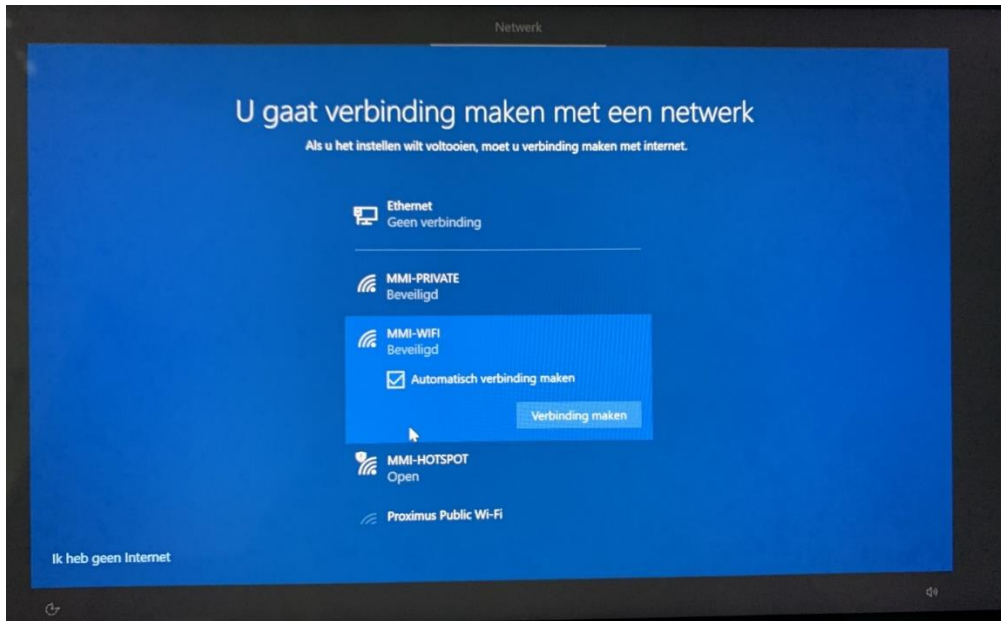 Netwerk
U gaat verbinding maken met een netwerk
Als u het instellen wilt voltooien, moet u verbinding maken met internet.
Ethernet
Geen verbinding
MMI-PRIVATE
Beveiligd
MMI-WIFI
Beveiligd
Automatisch verbinding maken
Verbinding maken
MMI-HOTSPOT
Open
Proximus Public Wi-Fi
Ik heb geen Internet